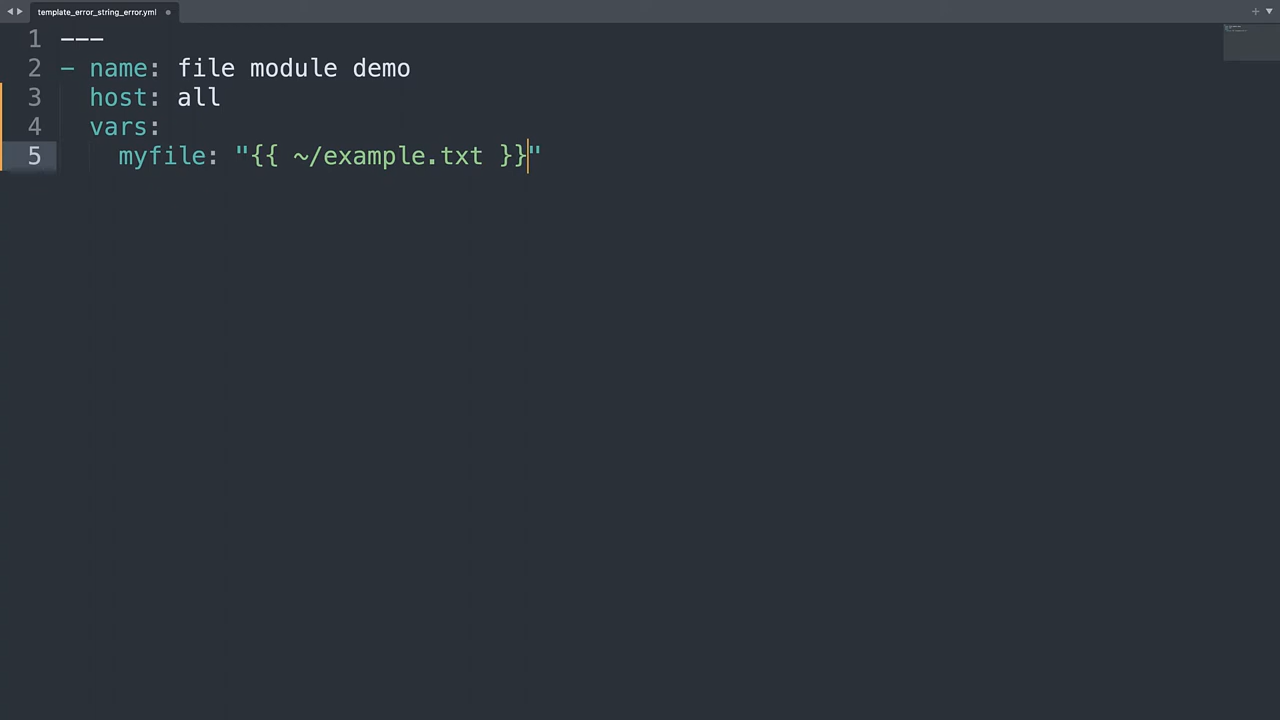 template_error_string_error.yml
1 ---
2 - name: file module demo
3   host: all
4   vars:
5     myfile: "{{ ~/example.txt }}"